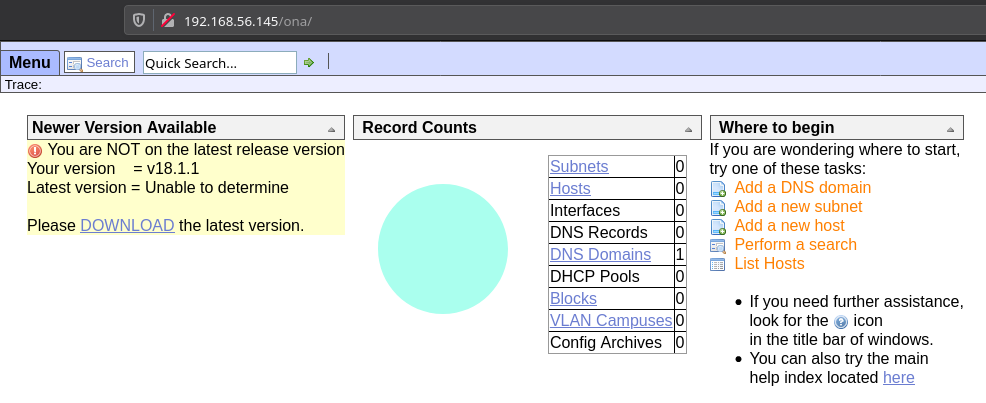 192.168.56.145/ona/
Menu Search Quick Search...
Trace:
Newer Version Available
You are NOT on the latest release version
Your version = v18.1.1
Latest version = Unable to determine
Please DOWNLOAD the latest version.
Record Counts
Subnets 0
Hosts 0
Interfaces 0
DNS Records 0
DNS Domains 1
DHCP Pools 0
Blocks 0
VLAN Campuses 0
Config Archives 0
Where to begin
If you are wondering where to start,
try one of these tasks:
Add a DNS domain
Add a new subnet
Add a new host
Perform a search
List Hosts
• If you need further assistance,
look for the ? icon
in the title bar of windows.
• You can also try the main
help index located here